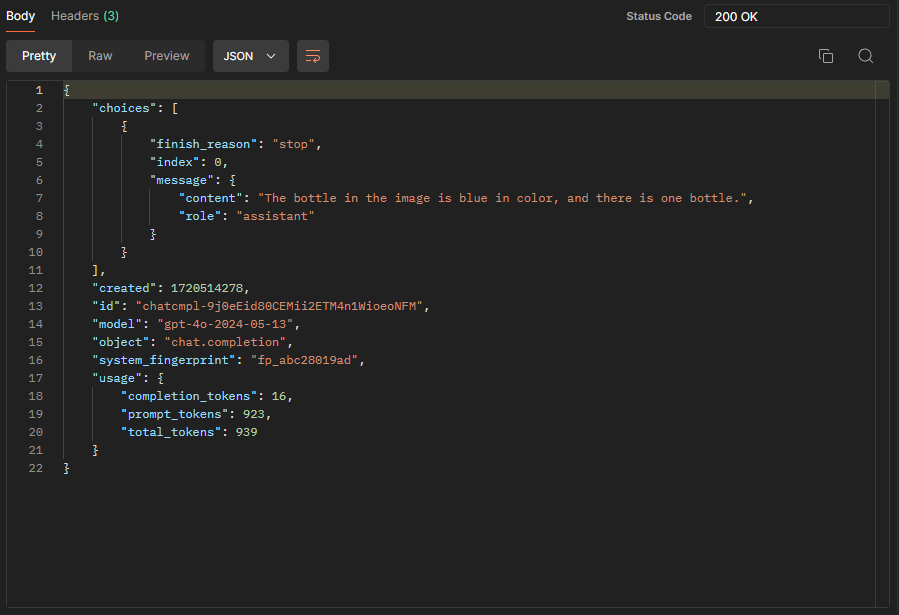 Body Headers (3) Status Code 200 OK
Pretty Raw Preview JSON
1 {
2 "choices": [
3 {
4 "finish_reason": "stop",
5 "index": 0,
6 "message": {
7 "content": "The bottle in the image is blue in color, and there is one bottle.",
8 "role": "assistant"
9 }
10 }
11 ],
12 "created": 1720514278,
13 "id": "chatcmpl-9j0eEid80CEMii2ETM4n1WioeoNFM",
14 "model": "gpt-4o-2024-05-13",
15 "object": "chat.completion",
16 "system_fingerprint": "fp_abc28019ad",
17 "usage": {
18 "completion_tokens": 16,
19 "prompt_tokens": 923,
20 "total_tokens": 939
21 }
22 }